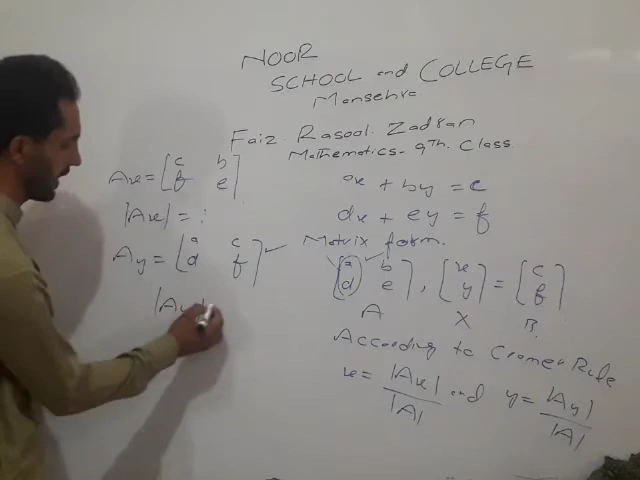 NOOR
SCHOOL and COLLEGE
Mansehra
Faiz Rasool Zadran
Mathematics 9th Class
ax + by = c
dx + ey = f
Matrix form.
[a b
d e], [x
y] = [c
f]
A X B
According to Cramer Rule
x = |Ax|/|A| and y = |Ay|/|A|
Ax = [c b
f e]
|Ax| = :
Ay = [a c
d f] ✓
|Ay|